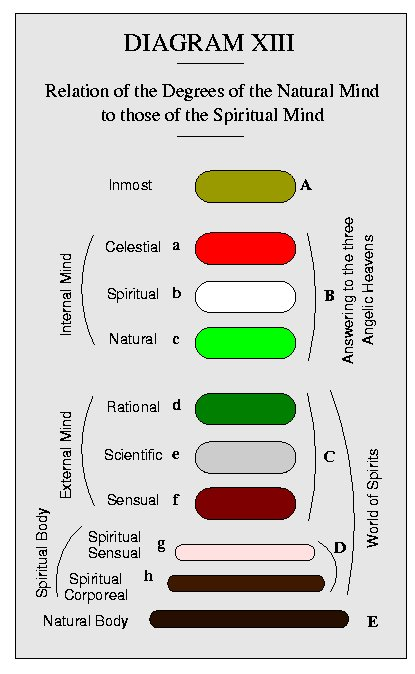 DIAGRAM XIII
Relation of the Degrees of the Natural Mind
to those of the Spiritual Mind
Inmost A
Internal Mind
Celestial a
Spiritual b
Natural c
B
Answering to the three
Angelic Heavens
External Mind
Rational d
Scientific e
Sensual f
C
World of Spirits
Spiritual Body
Spiritual
Sensual
g
D
Spiritual
Corporeal
h
Natural Body E